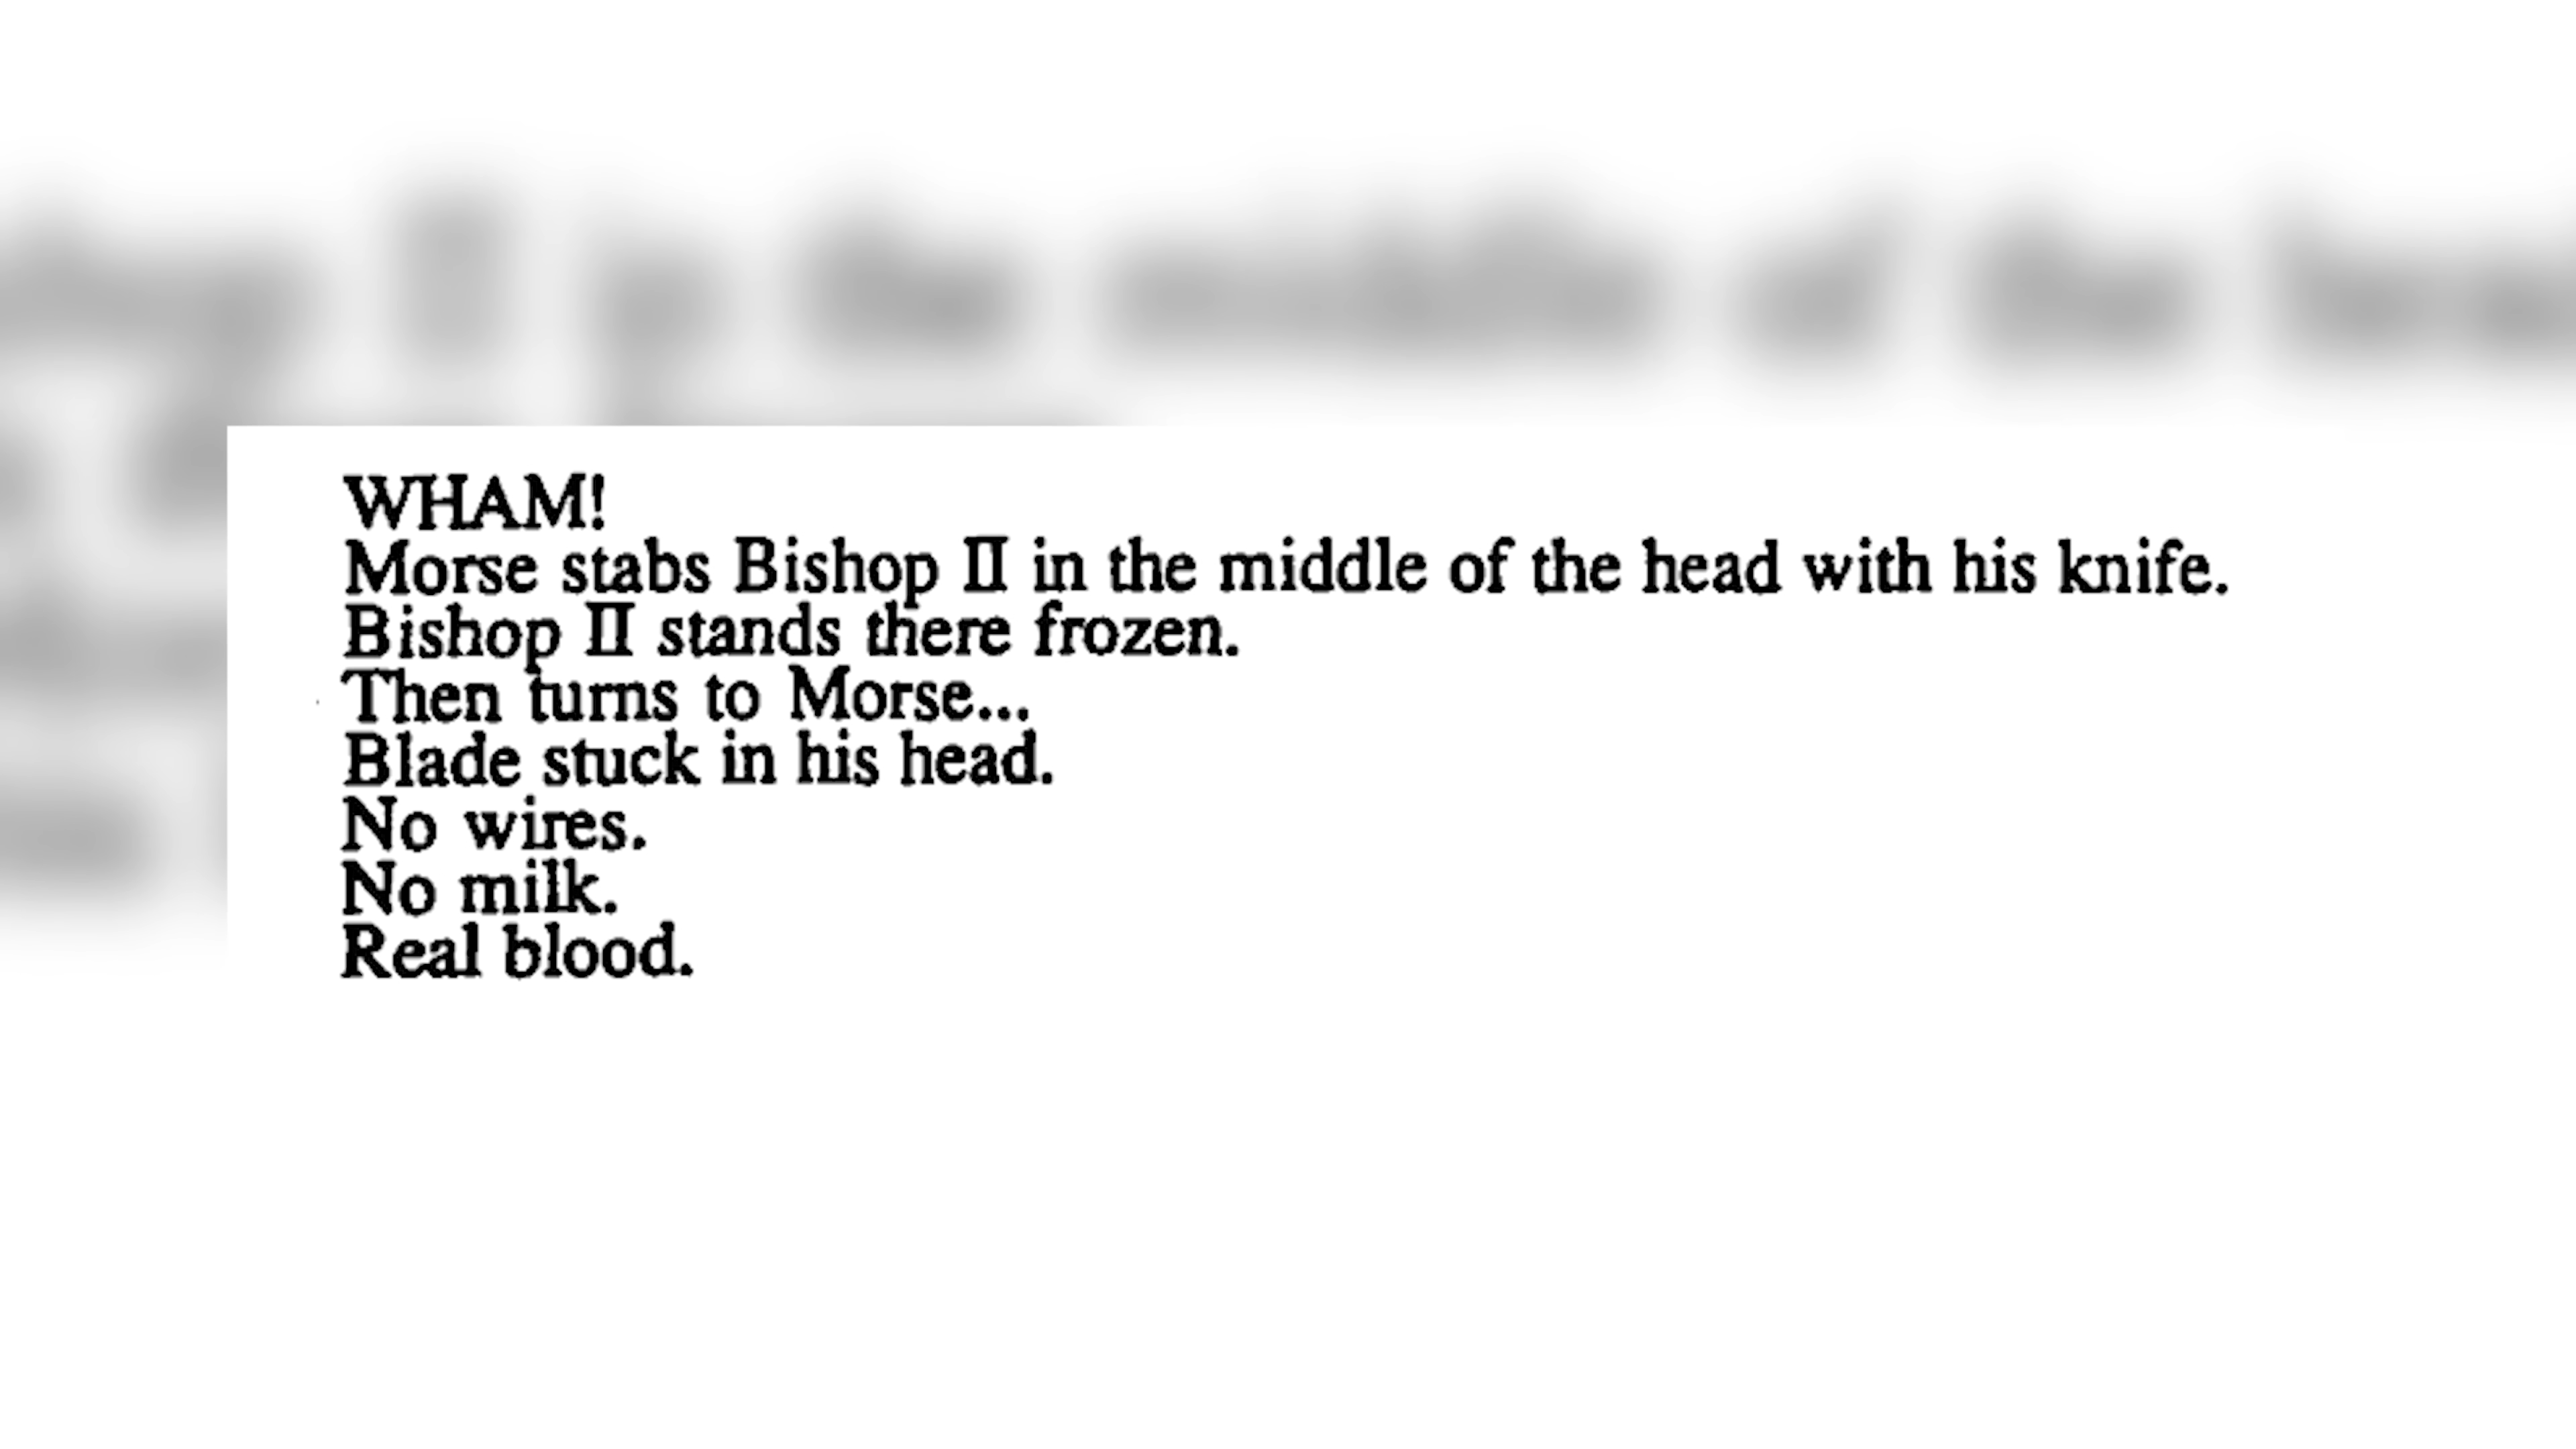 WHAM!
Morse stabs Bishop II in the middle of the head with his knife.
Bishop II stands there frozen.
Then turns to Morse...
Blade stuck in his head.
No wires.
No milk.
Real blood.